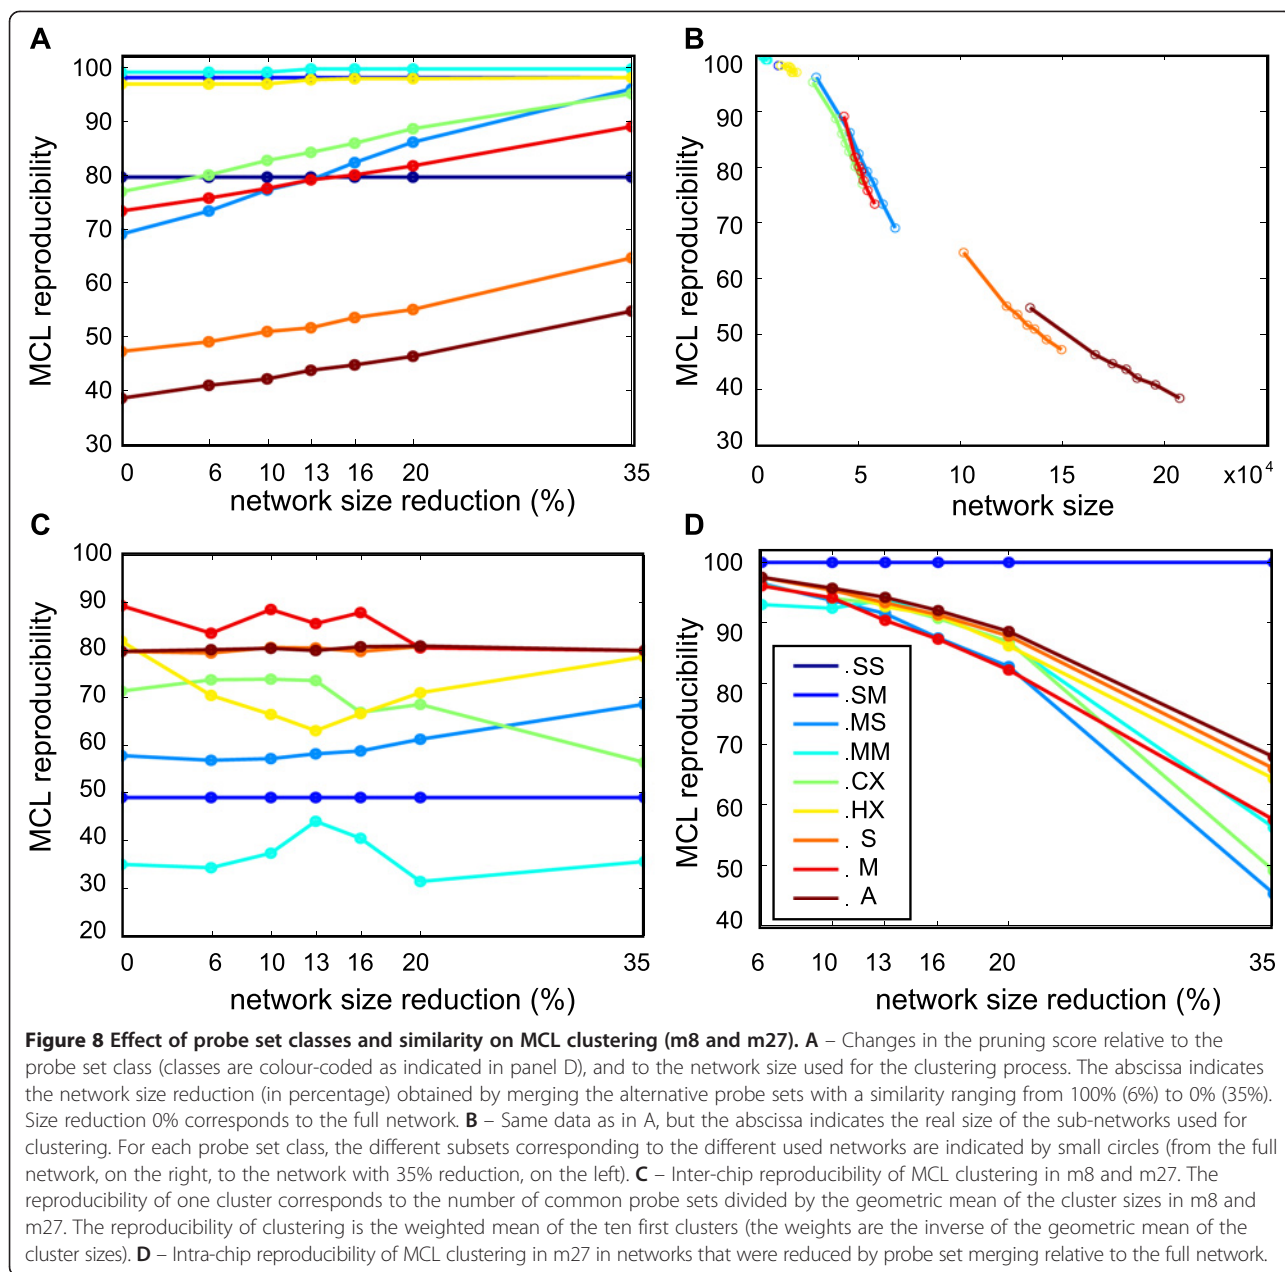 A
100
90
80
70
60
50
40
30
MCL reproducibility
0 6 10 13 16 20 35
network size reduction (%)
B
100
90
80
70
60
50
40
30
MCL reproducibility
0 5 10 15 20 x10⁴
network size
C
100
90
80
70
60
50
40
30
20
MCL reproducibility
0 6 10 13 16 20 35
network size reduction (%)
D
100
90
80
70
60
50
40
MCL reproducibility
.SS
.SM
.MS
.MM
.CX
.HX
. S
. M
. A
6 10 13 16 20 35
network size reduction (%)
Figure 8 Effect of probe set classes and similarity on MCL clustering (m8 and m27). A – Changes in the pruning score relative to the
probe set class (classes are colour-coded as indicated in panel D), and to the network size used for the clustering process. The abscissa indicates
the network size reduction (in percentage) obtained by merging the alternative probe sets with a similarity ranging from 100% (6%) to 0% (35%).
Size reduction 0% corresponds to the full network. B – Same data as in A, but the abscissa indicates the real size of the sub-networks used for
clustering. For each probe set class, the different subsets corresponding to the different used networks are indicated by small circles (from the full
network, on the right, to the network with 35% reduction, on the left). C – Inter-chip reproducibility of MCL clustering in m8 and m27. The
reproducibility of one cluster corresponds to the number of common probe sets divided by the geometric mean of the cluster sizes in m8 and
m27. The reproducibility of clustering is the weighted mean of the ten first clusters (the weights are the inverse of the geometric mean of the
cluster sizes). D – Intra-chip reproducibility of MCL clustering in m27 in networks that were reduced by probe set merging relative to the full network.